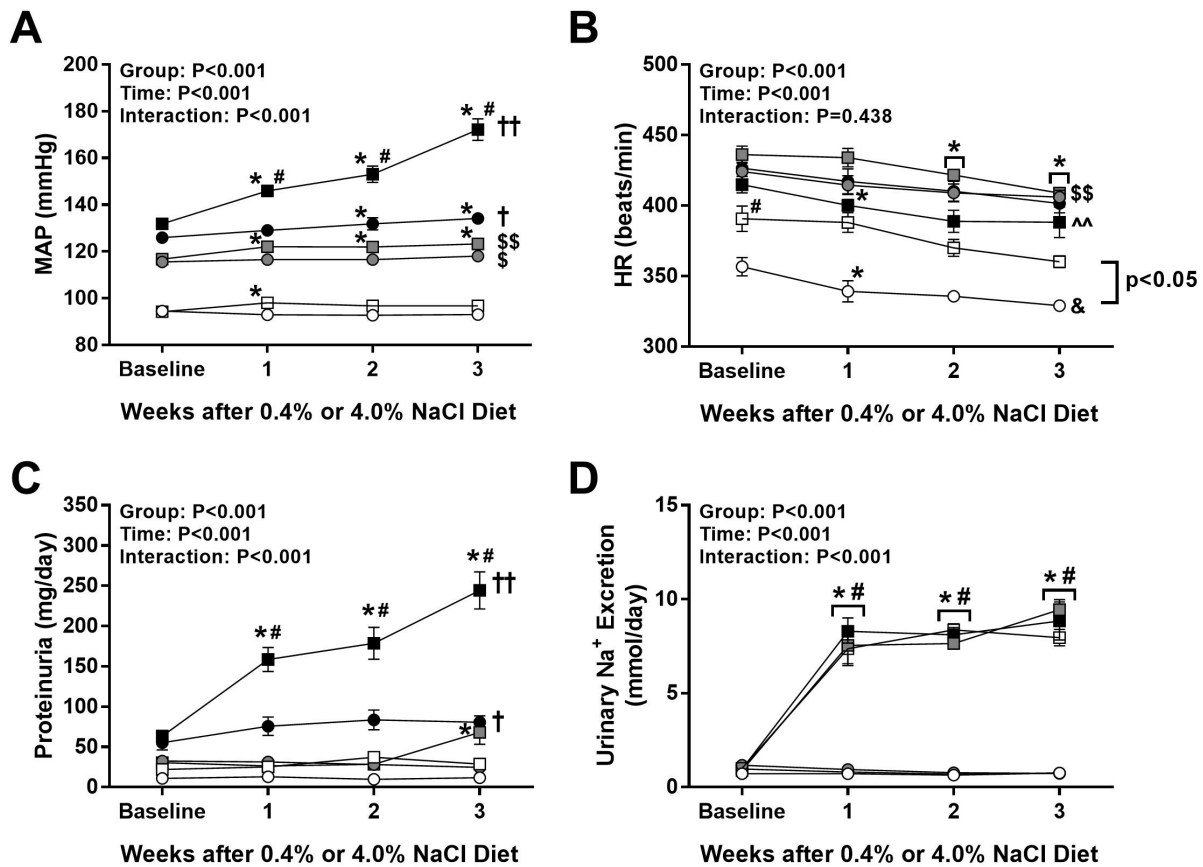 A
MAP (mmHg)
200
180
160
140
120
100
80
Group: P<0.001
Time: P<0.001
Interaction: P<0.001
* #
* #
* #
††
* * †
* * * $$
$
*
Baseline 1 2 3
Weeks after 0.4% or 4.0% NaCl Diet
B
HR (beats/min)
500
450
400
350
300
Group: P<0.001
Time: P<0.001
Interaction: P=0.438
* *
$$
#
*
^^
*
p<0.05
&
Baseline 1 2 3
Weeks after 0.4% or 4.0% NaCl Diet
C
Proteinuria (mg/day)
350
300
250
200
150
100
50
0
Group: P<0.001
Time: P<0.001
Interaction: P<0.001
*#
*#
*#
††
* †
Baseline 1 2 3
Weeks after 0.4% or 4.0% NaCl Diet
D
Urinary Na⁺ Excretion
(mmol/day)
15
10
5
0
Group: P<0.001
Time: P<0.001
Interaction: P<0.001
*#
*#
*#
Baseline 1 2 3
Weeks after 0.4% or 4.0% NaCl Diet